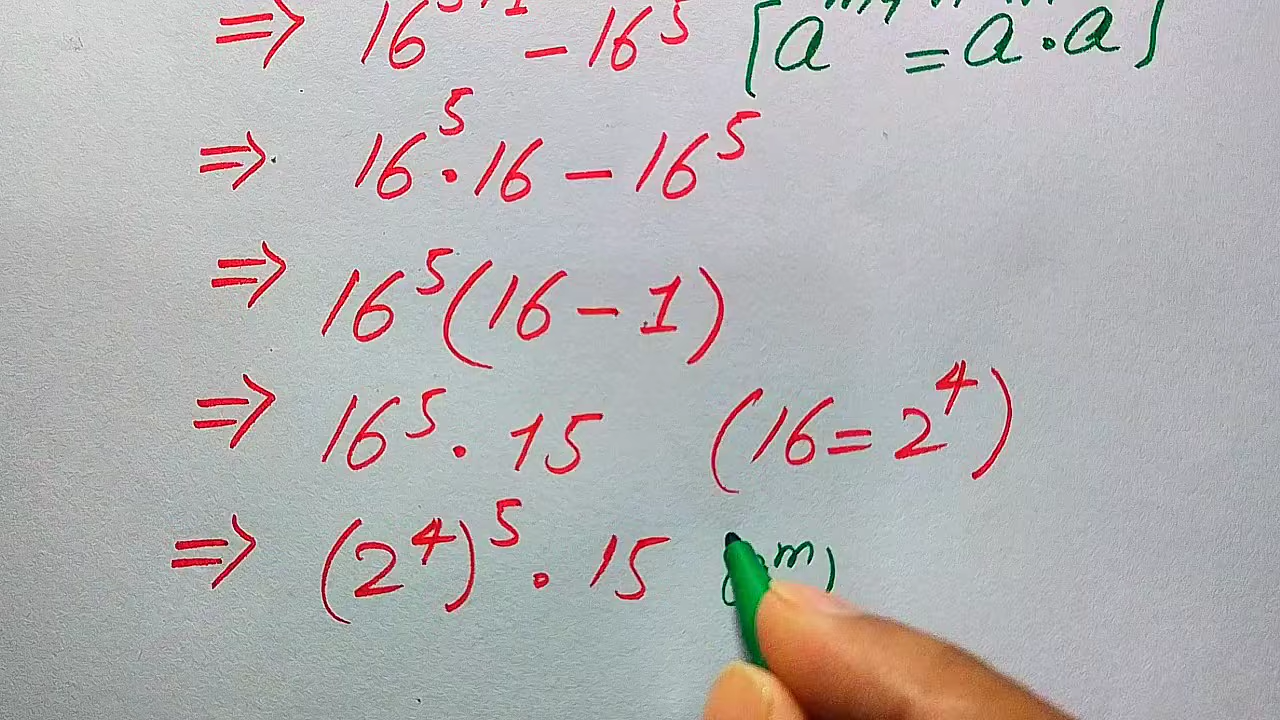 ⇒ 16^5+1 − 16^5 [a = a·a]
⇒ 16^5 · 16 − 16^5
⇒ 16^5(16 − 1)
⇒ 16^5 · 15 (16 = 2^4)
⇒ (2^4)^5 · 15 ( ^m)